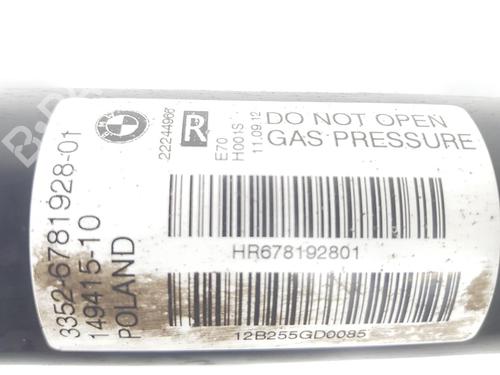 3352-6781928-01
149415-10
POLAND
BMW
22244966
R
E70
H001S
11.09.12
DO NOT OPEN
GAS PRESSURE
HR678192801
12B255GD0085